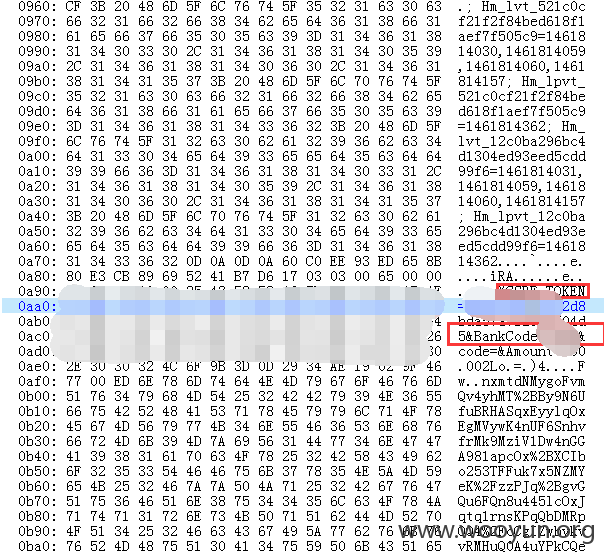 0960: CF 3B 20 48 6D 5F 6C 76 74 5F 35 32 31 63 30 63 .; Hm_lvt_521c0c
0970: 66 32 31 66 32 66 38 34 62 65 64 36 31 38 66 31 f21f2f84bed618f1
0980: 61 65 66 37 66 35 30 35 63 39 3D 31 34 36 31 38 aef7f505c9=14618
0990: 31 34 30 33 30 2C 31 34 36 31 38 31 34 30 35 39 14030,1461814059
09a0: 2C 31 34 36 31 38 31 34 30 36 30 2C 31 34 36 31 ,1461814060,1461
09b0: 38 31 34 31 35 37 3B 20 48 6D 5F 6C 70 76 74 5F 814157; Hm_lpvt_
09c0: 35 32 31 63 30 63 66 32 31 66 32 66 38 34 62 65 521c0cf21f2f84be
09d0: 64 36 31 38 66 31 61 65 66 37 66 35 30 35 63 39 d618f1aef7f505c9
09e0: 3D 31 34 36 31 38 31 34 33 36 32 3B 20 48 6D 5F =1461814362; Hm_
09f0: 6C 76 74 5F 31 32 63 30 62 61 32 39 36 62 63 34 lvt_12c0ba296bc4
0a00: 64 31 33 30 34 65 64 39 33 65 65 64 35 63 64 64 d1304ed93eed5cdd
0a10: 39 39 66 36 3D 31 34 36 31 38 31 34 30 33 31 2C 99f6=1461814031,
0a20: 31 34 36 31 38 31 34 30 35 39 2C 31 34 36 31 38 1461814059,14618
0a30: 31 34 30 36 30 2C 31 34 36 31 38 31 34 31 35 37 14060,1461814157
0a40: 3B 20 48 6D 5F 6C 70 76 74 5F 31 32 63 30 62 61 ; Hm_lpvt_12c0ba
0a50: 32 39 36 62 63 34 64 31 33 30 34 65 64 39 33 65 296bc4d1304ed93e
0a60: 65 64 35 63 64 64 39 39 66 36 3D 31 34 36 31 38 ed5cdd99f6=14618
0a70: 31 34 33 36 32 0D 0A 0D 0A 60 C0 EE 93 ED 65 8B 14362....`....e.
0a80: 80 E3 CB 89 69 52 41 B7 D6 17 03 03 00 65 00 00 ....iRA......e..
0a90: TOKEN
0aa0: = 2d8
0ab0: 04d
0ac0: 26 5&BankCode &
0ad0: code=&Amount 0
0ae0: 2E 30 30 32 4C 6F 9B 3D 0D 29 34 AE 19 02 9F 46 .002Lo.=.)4....F
0af0: 77 00 ED 6E 78 6D 74 64 4E 4D 79 67 6F 46 76 6D w..nxmtdNMygoFvm
0b00: 51 76 34 79 68 4D 54 25 32 42 42 79 39 4E 36 55 Qv4yhMT%2BBy9N6U
0b10: 66 75 42 52 48 41 53 71 78 45 79 79 6C 71 4F 78 fuBRHASqxEyylqOx
0b20: 45 67 4D 56 79 77 4B 34 6E 55 46 36 53 6E 68 76 EgMVywK4nUF6Snhv
0b30: 66 72 4D 6B 39 4D 7A 69 56 31 44 77 34 6E 47 47 frMk9MziV1Dw4nGG
0b40: 41 39 38 31 61 70 63 4F 78 25 32 42 58 43 49 62 A981apcOx%2BXCIb
0b50: 6F 32 35 33 54 46 46 75 6B 37 78 35 4E 5A 4D 59 o253TFFuk7x5NZMY
0b60: 65 4B 25 32 46 7A 7A 50 4A 71 25 32 42 67 76 47 eK%2FzzPJq%2BgvG
0b70: 51 75 36 46 51 6E 38 75 34 34 35 6C 63 4F 78 4A Qu6FQn8u445lcOxJ
0b80: 71 74 71 31 72 6E 73 4B 50 71 51 62 44 4D 52 70 qtq1rnsKPqQbDMRp
0b90: 4F 51 34 25 32 46 63 43 67 49 5A 77 62 76
0ba0: 76 52 4D 48 75 51 30 41 34 75 59 50 6B 43 51 65 vRMHuQ0A4uYPkCQe
www.wooyun.org